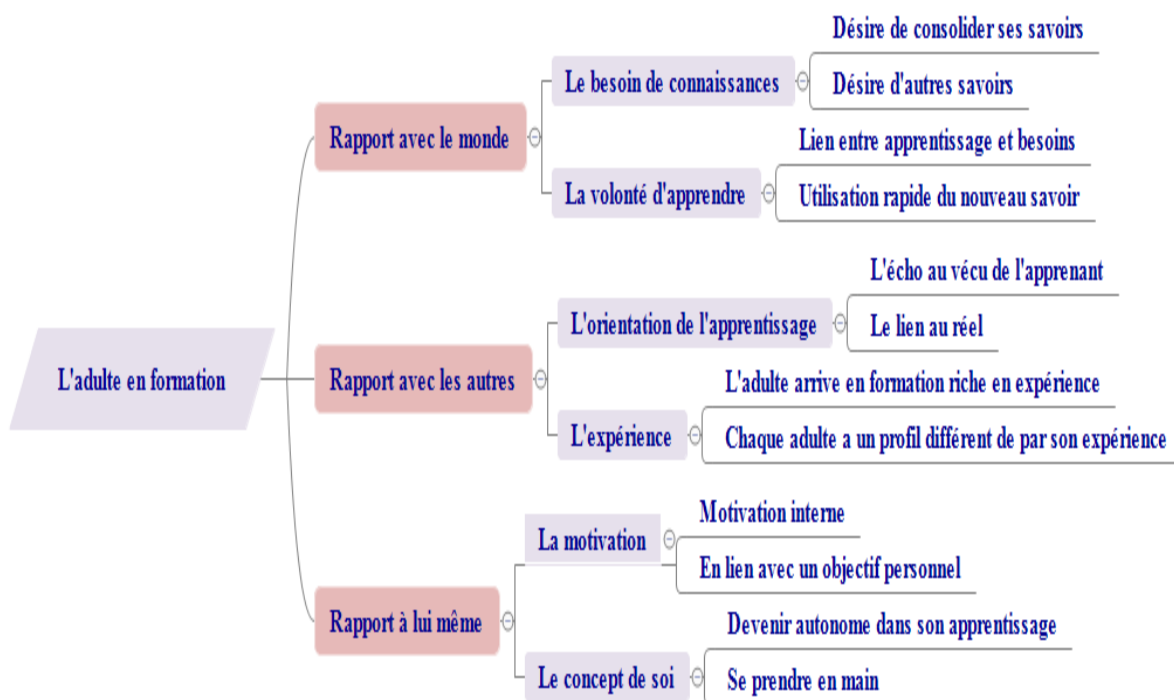 L'adulte en formation
Rapport avec le monde
Le besoin de connaissances
Désire de consolider ses savoirs
Désire d'autres savoirs
La volonté d'apprendre
Lien entre apprentissage et besoins
Utilisation rapide du nouveau savoir
Rapport avec les autres
L'orientation de l'apprentissage
L'écho au vécu de l'apprenant
Le lien au réel
L'expérience
L'adulte arrive en formation riche en expérience
Chaque adulte a un profil différent de par son expérience
Rapport à lui même
La motivation
Motivation interne
En lien avec un objectif personnel
Le concept de soi
Devenir autonome dans son apprentissage
Se prendre en main